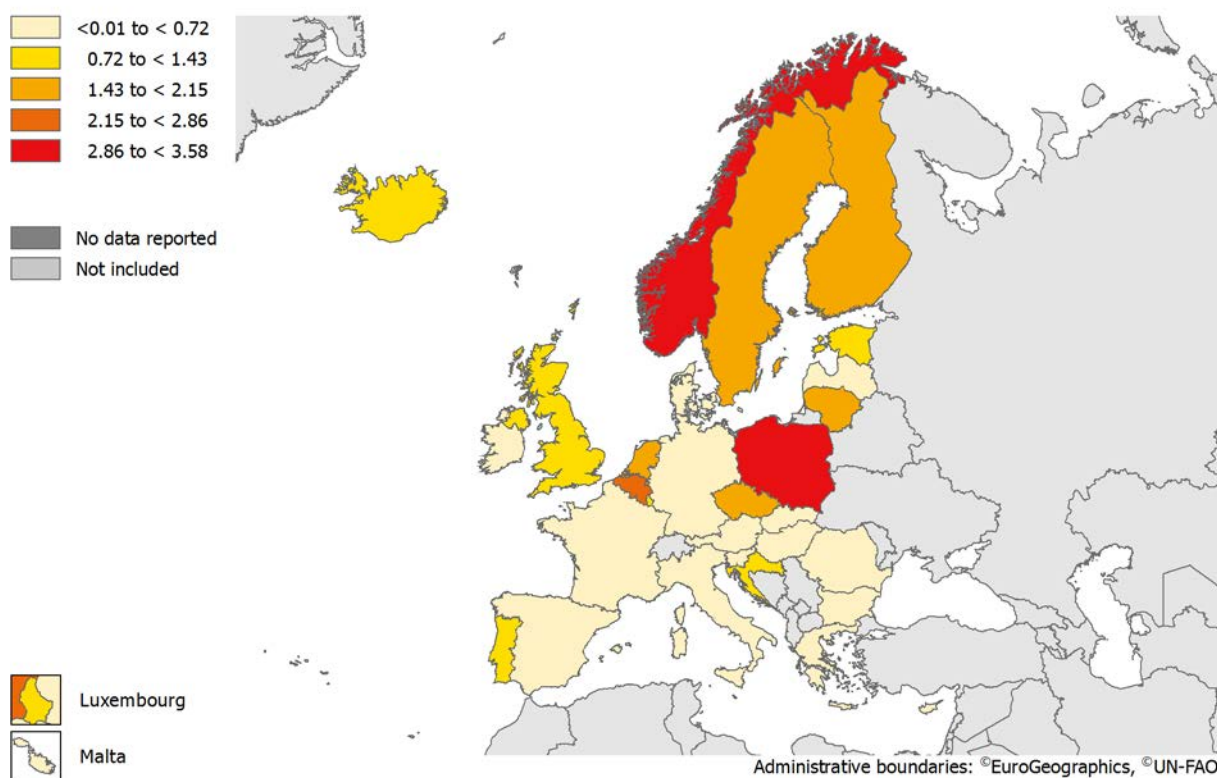 <0.01 to < 0.72
0.72 to < 1.43
1.43 to < 2.15
2.15 to < 2.86
2.86 to < 3.58
No data reported
Not included
Luxembourg
Malta
Administrative boundaries: ©EuroGeographics, ©UN-FAO